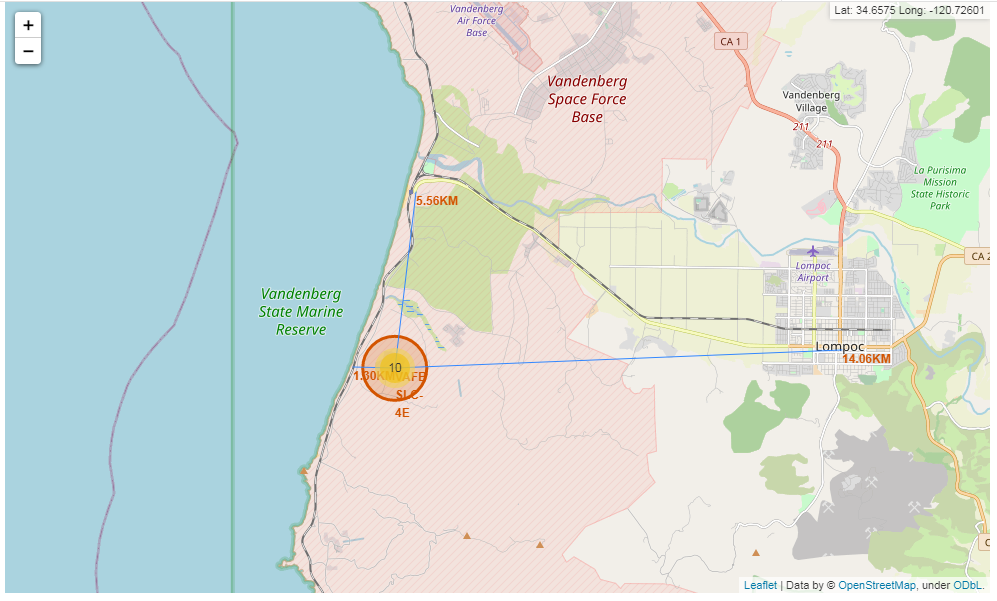 +
−
Lat: 34.6575 Long: -120.72601
Vandenberg
Air Force
Base
CA 1
Vandenberg
Space Force
Base
Vandenberg
Village
211
211
La Purisima
Mission
State Historic
Park
5.56KM
CA 2
Lompoc
Airport
Vandenberg
State Marine
Reserve
Lompoc
14.06KM
10
1.30KM
VAFB
SLC-
4E
C
Leaflet | Data by © OpenStreetMap, under ODbL.